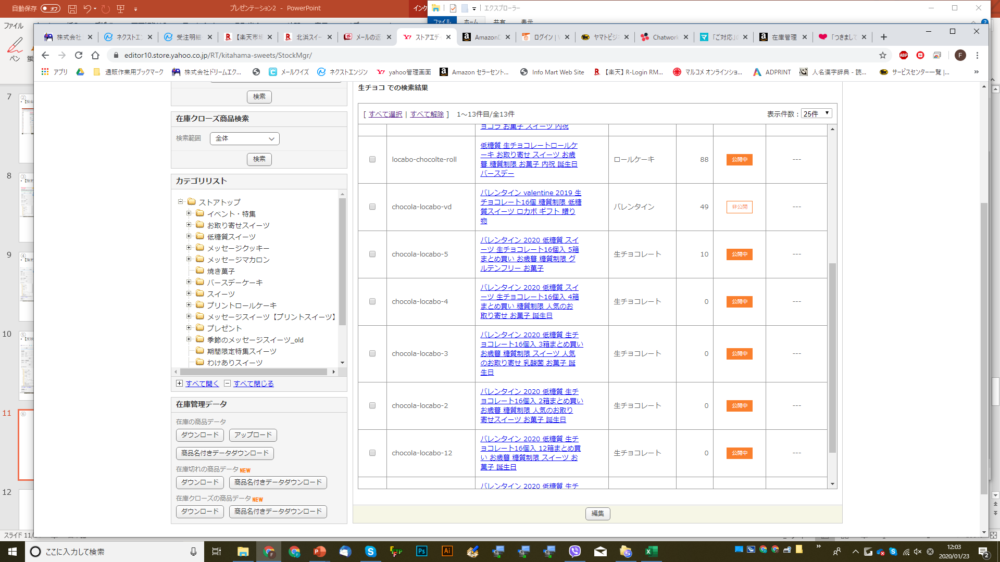 自動保存 オフ
プレゼンテーション2 - PowerPoint
インク
エクスプローラー
ファイル
ファイル ホーム 共有 表示
ペン
蛍
株式会社
ネクストエン
受注明細
【楽天市場
北浜スイー
メールの返
ストアエディ
Amazon
ログイン | V
ヤマトビジネ
Chatwork
「ご対応」の
在庫管理
「つきまして
editor10.store.yahoo.co.jp/RT/kitahama-sweets/StockMgr/
ABP
F
アプリ
通販作業用ブックマーク
株式会社ドリームエク...
メールワイズ
ネクストエンジン
yahoo管理画面
Amazon セラーセント...
Info Mart Web Site
【楽天】R-Login RM...
マルコメ オンラインショ...
ADPRINT
人名漢字辞典 - 読...
サービスセンター一覧 |...
»
7
8
9
10
11
12
検索
在庫クローズ商品検索
検索範囲 全体
検索
カテゴリリスト
ストアトップ
イベント・特集
お取り寄せスイーツ
低糖質スイーツ
メッセージクッキー
メッセージマカロン
焼き菓子
バースデーケーキ
スイーツ
プリントロールケーキ
メッセージスイーツ【プリントスイーツ】
プレゼント
季節のメッセージスイーツ_old
期間限定特集スイーツ
わけありスイーツ
すべて開く すべて閉じる
在庫管理データ
在庫の商品データ
ダウンロード アップロード
商品名付きデータダウンロード
在庫切れの商品データ NEW
ダウンロード 商品名付きデータダウンロード
在庫クローズの商品データ NEW
ダウンロード 商品名付きデータダウンロード
生チョコ での検索結果
[ すべて選択 | すべて解除 ] 1～13件目/全13件
表示件数： 25件
ョコラ お菓子 スイーツ 内祝
locabo-chocolte-roll
低糖質 生チョコレートロールケ
ーキ お取り寄せ スイーツ お歳
暮 糖質制限 お菓子 内祝 誕生日
バースデー
ロールケーキ 88 公開中 ---
chocola-locabo-vd
バレンタイン valentine 2019 生
チョコレート16個 糖質制限 低糖
質スイーツ ロカボ ギフト 贈り
物
バレンタイン 49 非公開 ---
chocola-locabo-5
バレンタイン 2020 低糖質 スイ
ーツ 生チョコレート16個入 5箱
まとめ買い お歳暮 糖質制限 グ
ルテンフリー お菓子
生チョコレート 10 公開中 ---
chocola-locabo-4
バレンタイン 2020 低糖質 スイ
ーツ 生チョコレート16個入 4箱
まとめ買い 糖質制限 人気のお
取り寄せ お菓子 誕生日
生チョコレート 0 公開中 ---
chocola-locabo-3
バレンタイン 2020 低糖質 生チ
ョコレート16個入 3箱まとめ買い
お歳暮 糖質制限 スイーツ 人気
のお取り寄せ 乳酸菌 お菓子 誕
生日
生チョコレート 0 公開中 ---
chocola-locabo-2
バレンタイン 2020 低糖質 生チ
ョコレート16個入 2箱まとめ買い
お歳暮 糖質制限 人気のお取り
寄せスイーツ お菓子 誕生日
生チョコレート 0 公開中 ---
chocola-locabo-12
バレンタイン 2020 低糖質 生チ
ョコレート16個入 12箱まとめ買
い お歳暮 糖質制限 スイーツ お
菓子 誕生日
生チョコレート 0 公開中 ---
バレンタイン 2020 低糖質 生チ
編集
スライド 11/
ここに入力して検索
12:03
2020/01/23
2